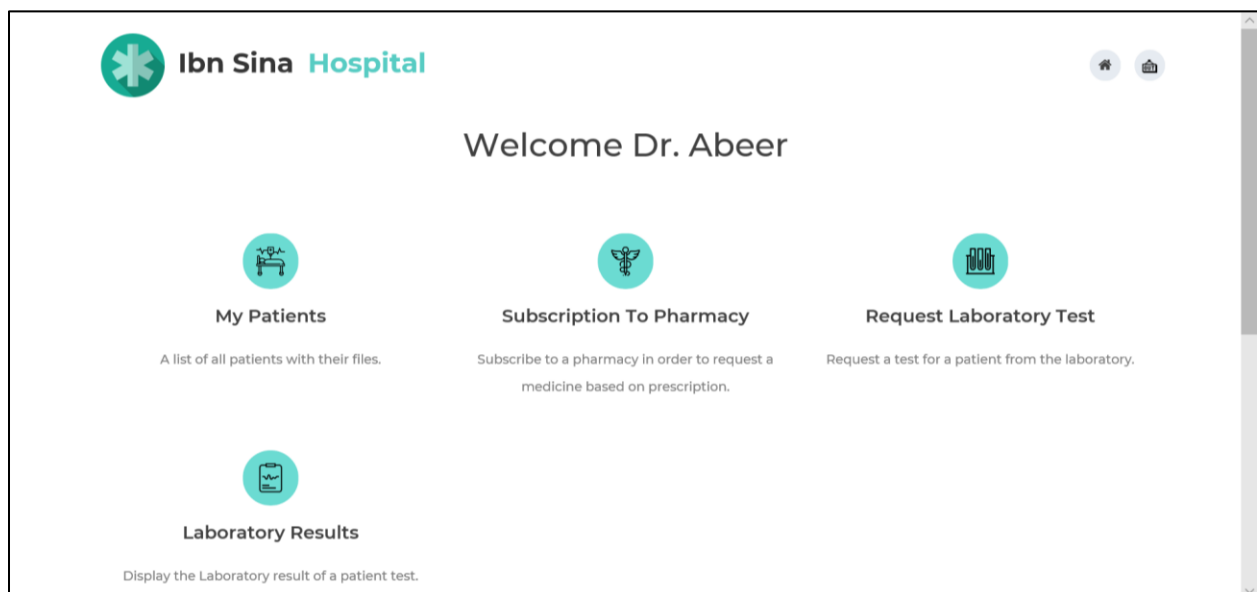 Ibn Sina Hospital
Welcome Dr. Abeer
My Patients
A list of all patients with their files.
Subscription To Pharmacy
Subscribe to a pharmacy in order to request a
medicine based on prescription.
Request Laboratory Test
Request a test for a patient from the laboratory.
Laboratory Results
Display the Laboratory result of a patient test.